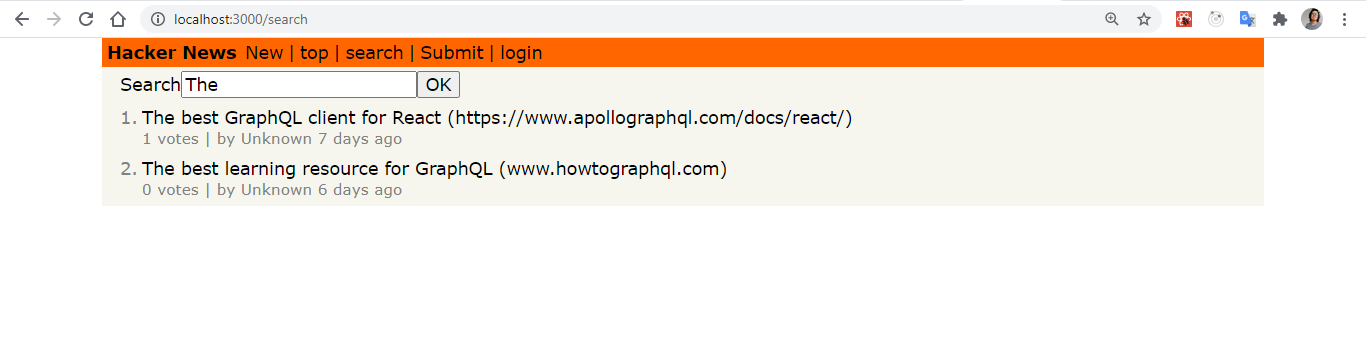 localhost:3000/search
Hacker News New | top | search | Submit | login
Search The OK
1. The best GraphQL client for React (https://www.apollographql.com/docs/react/)
1 votes | by Unknown 7 days ago
2. The best learning resource for GraphQL (www.howtographql.com)
0 votes | by Unknown 6 days ago